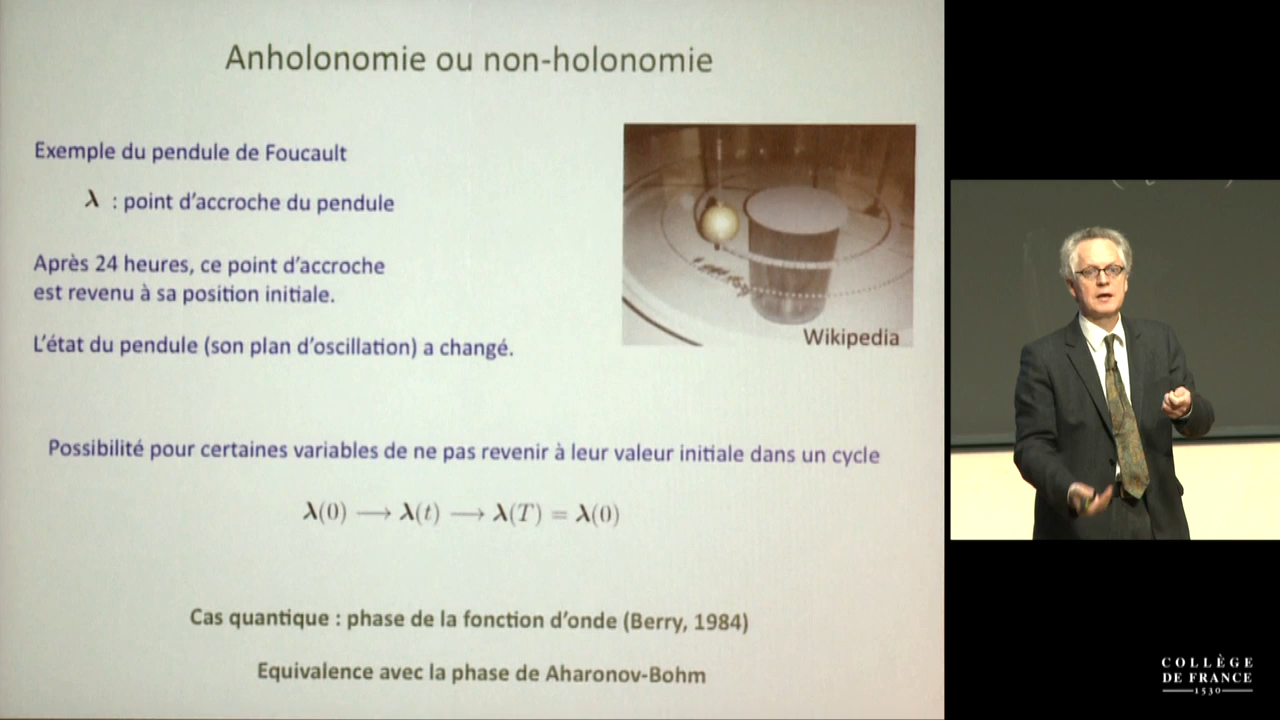 Anholonomie ou non-holonomie
Exemple du pendule de Foucault
λ : point d'accroche du pendule
Après 24 heures, ce point d'accroche
est revenu à sa position initiale.
L'état du pendule (son plan d'oscillation) a changé.
Wikipedia
Possibilité pour certaines variables de ne pas revenir à leur valeur initiale dans un cycle
λ(0) ⟶ λ(t) ⟶ λ(T) = λ(0)
Cas quantique : phase de la fonction d'onde (Berry, 1984)
Equivalence avec la phase de Aharonov-Bohm
COLLÈGE
DE FRANCE
1530